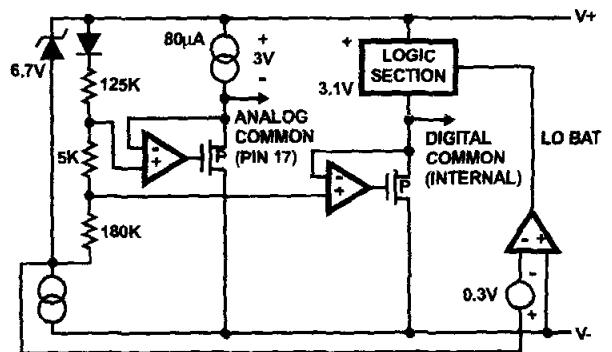 V+
80µA
+
3V
-
+
LOGIC
SECTION
6.7V
3.1V
125K
ANALOG
COMMON
(PIN 17)
DIGITAL
COMMON
(INTERNAL)
LO BAT
-
+
P
5K
-
+
P
180K
-
+
-
0.3V
+
V-